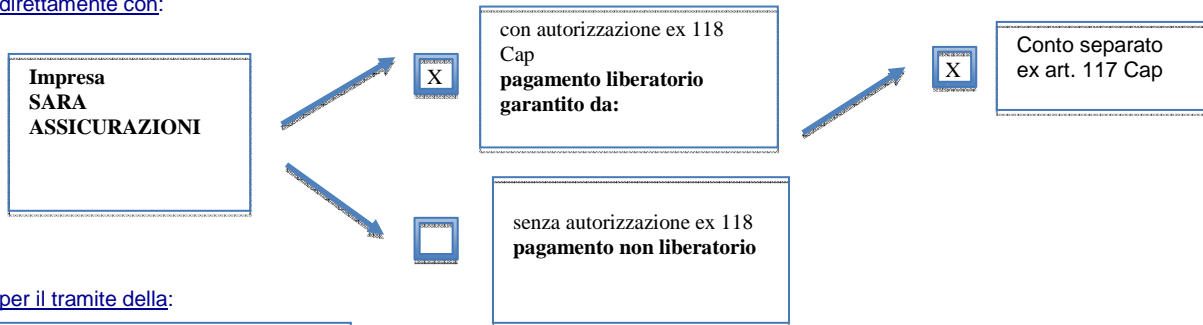 direttamente con:
Impresa
SARA
ASSICURAZIONI
X
con autorizzazione ex 118
Cap
pagamento liberatorio
garantito da:
X
Conto separato
ex art. 117 Cap
senza autorizzazione ex 118
pagamento non liberatorio
per il tramite della: